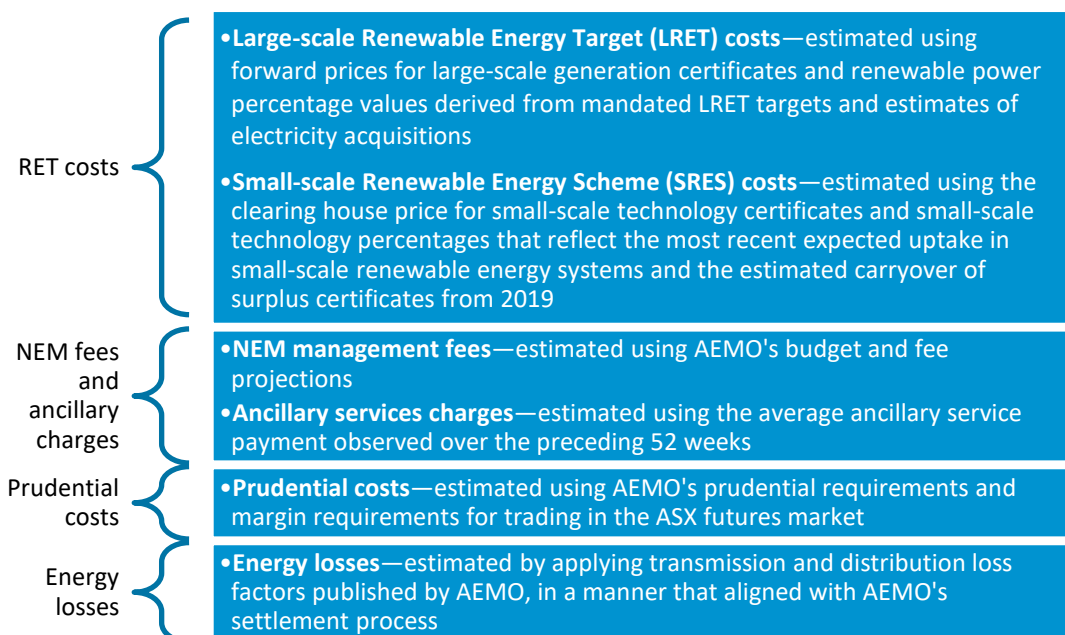 RET costs
•Large-scale Renewable Energy Target (LRET) costs—estimated using
forward prices for large-scale generation certificates and renewable power
percentage values derived from mandated LRET targets and estimates of
electricity acquisitions
•Small-scale Renewable Energy Scheme (SRES) costs—estimated using the
clearing house price for small-scale technology certificates and small-scale
technology percentages that reflect the most recent expected uptake in
small-scale renewable energy systems and the estimated carryover of
surplus certificates from 2019
NEM fees
and
ancillary
charges
•NEM management fees—estimated using AEMO's budget and fee
projections
•Ancillary services charges—estimated using the average ancillary service
payment observed over the preceding 52 weeks
Prudential
costs
•Prudential costs—estimated using AEMO's prudential requirements and
margin requirements for trading in the ASX futures market
Energy
losses
•Energy losses—estimated by applying transmission and distribution loss
factors published by AEMO, in a manner that aligned with AEMO's
settlement process